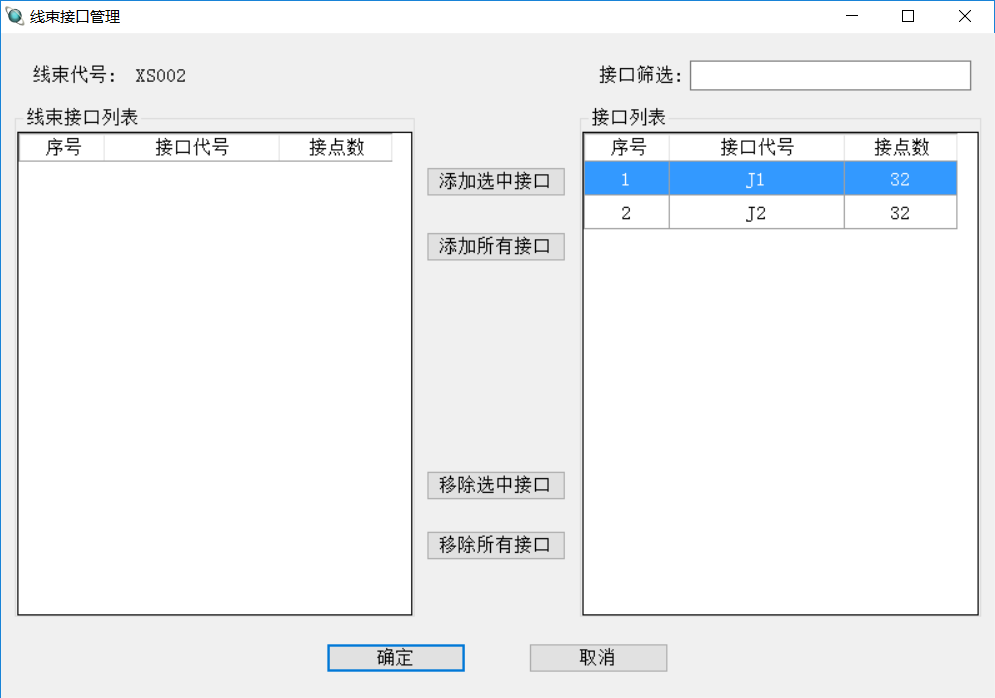 线束接口管理
线束代号: XS002
接口筛选:
线束接口列表
序号 接口代号 接点数
添加选中接口
添加所有接口
移除选中接口
移除所有接口
接口列表
序号 接口代号 接点数
1 J1 32
2 J2 32
确定 取消